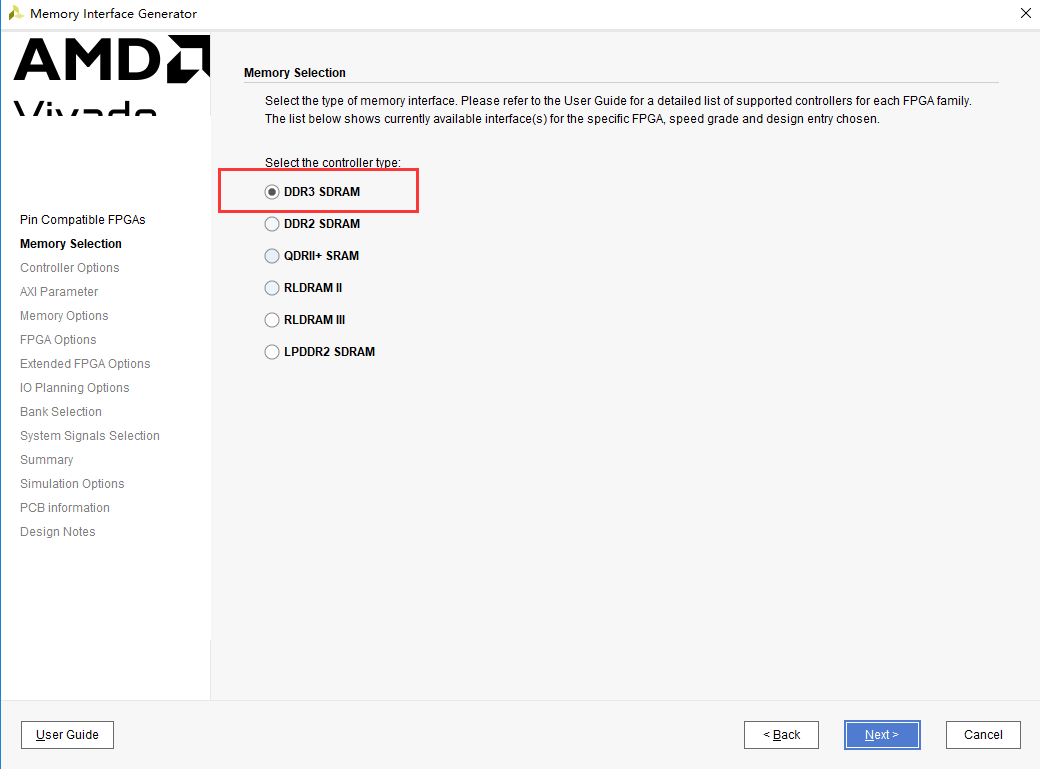 Memory Interface Generator
AMD
Vivado
Pin Compatible FPGAs
Memory Selection
Controller Options
AXI Parameter
Memory Options
FPGA Options
Extended FPGA Options
IO Planning Options
Bank Selection
System Signals Selection
Summary
Simulation Options
PCB information
Design Notes
Memory Selection
Select the type of memory interface. Please refer to the User Guide for a detailed list of supported controllers for each FPGA family.
The list below shows currently available interface(s) for the specific FPGA, speed grade and design entry chosen.
Select the controller type:
DDR3 SDRAM
DDR2 SDRAM
QDRII+ SRAM
RLDRAM II
RLDRAM III
LPDDR2 SDRAM
User Guide
< Back
Next >
Cancel